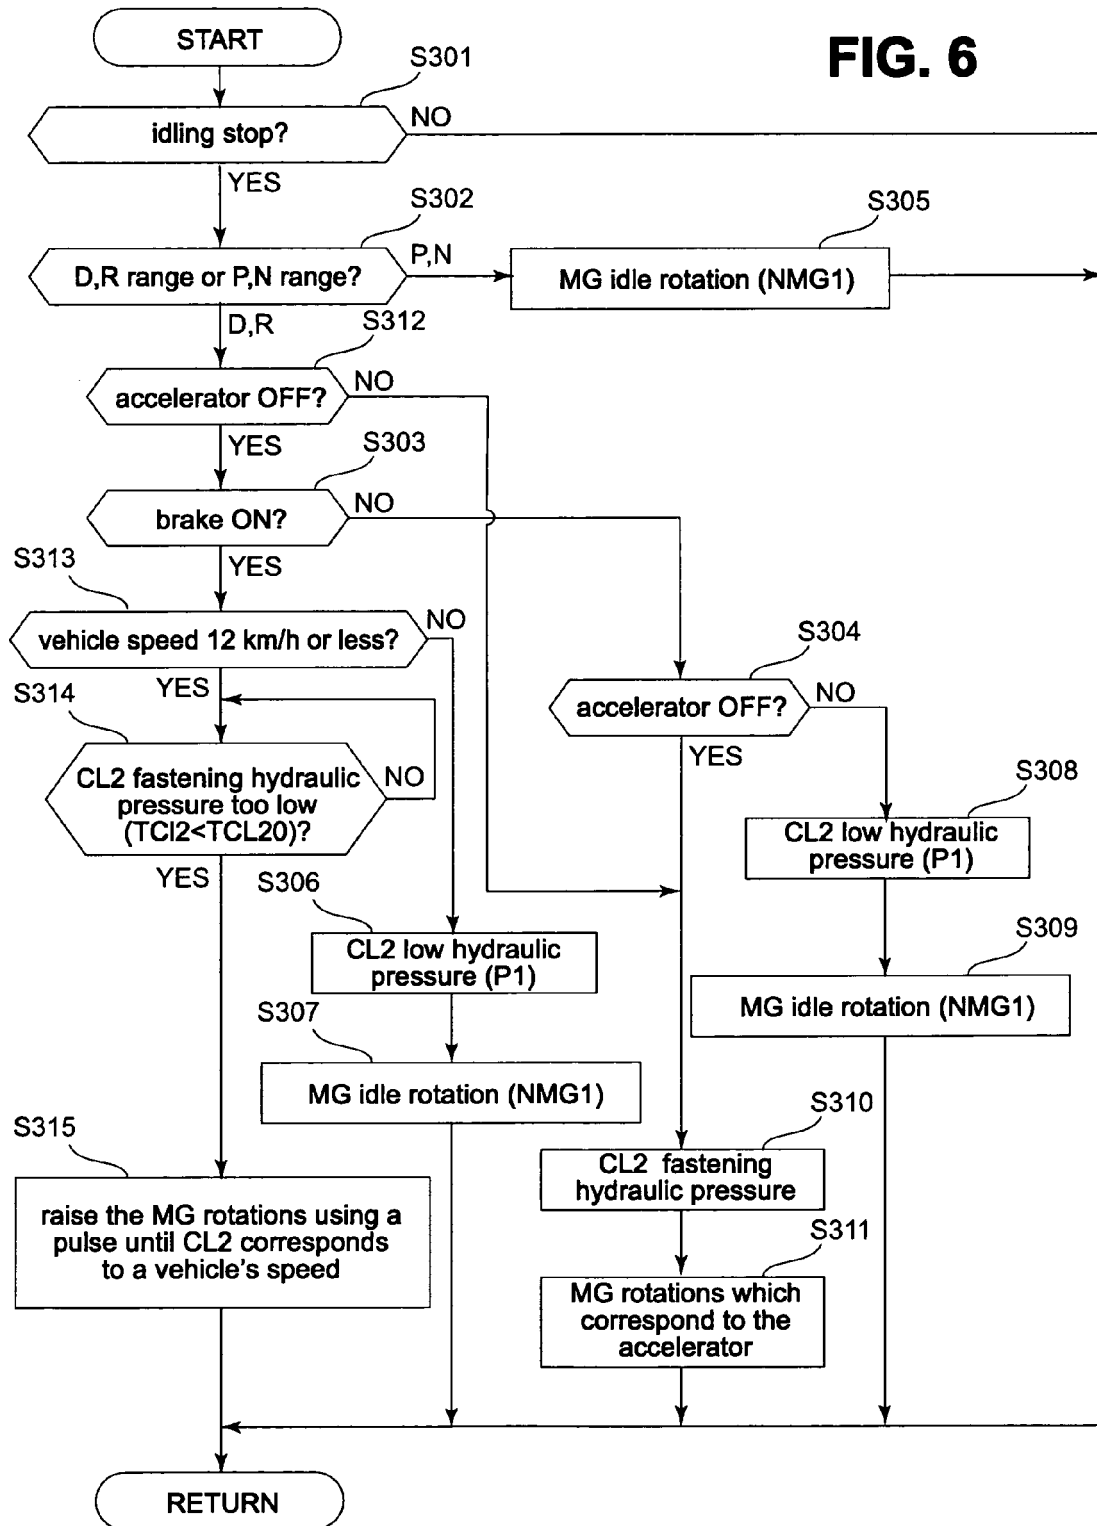 START
FIG. 6
S301
idling stop?
NO
YES
S302
S305
D,R range or P,N range?
P,N
MG idle rotation (NMG1)
D,R
S312
accelerator OFF?
NO
YES
S303
brake ON?
NO
YES
S313
vehicle speed 12 km/h or less?
NO
S304
YES
S314
accelerator OFF?
NO
YES
CL2 fastening hydraulic
pressure too low
(TCl2<TCL20)?
NO
S308
CL2 low hydraulic
pressure (P1)
YES
S306
CL2 low hydraulic
pressure (P1)
S309
MG idle rotation (NMG1)
S307
MG idle rotation (NMG1)
S310
CL2 fastening
hydraulic pressure
S315
raise the MG rotations using a
pulse until CL2 corresponds
to a vehicle's speed
S311
MG rotations which
correspond to the
accelerator
RETURN